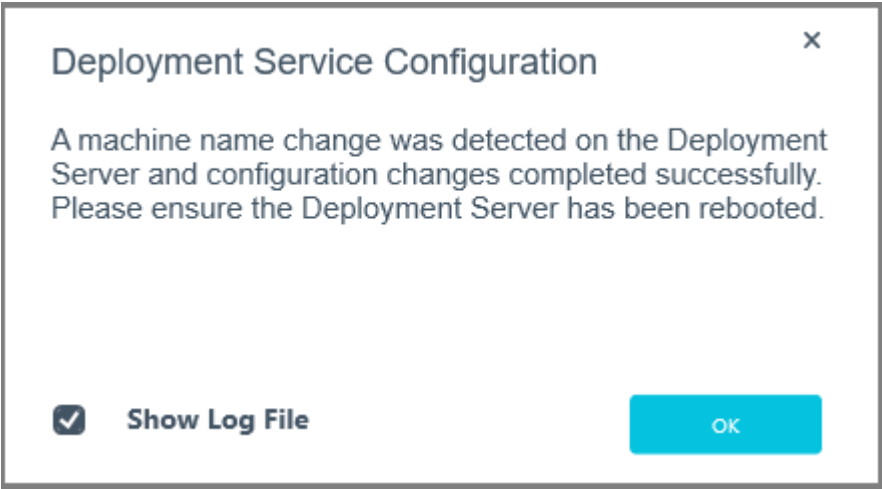 Deployment Service Configuration
A machine name change was detected on the Deployment
Server and configuration changes completed successfully.
Please ensure the Deployment Server has been rebooted.
Show Log File
OK